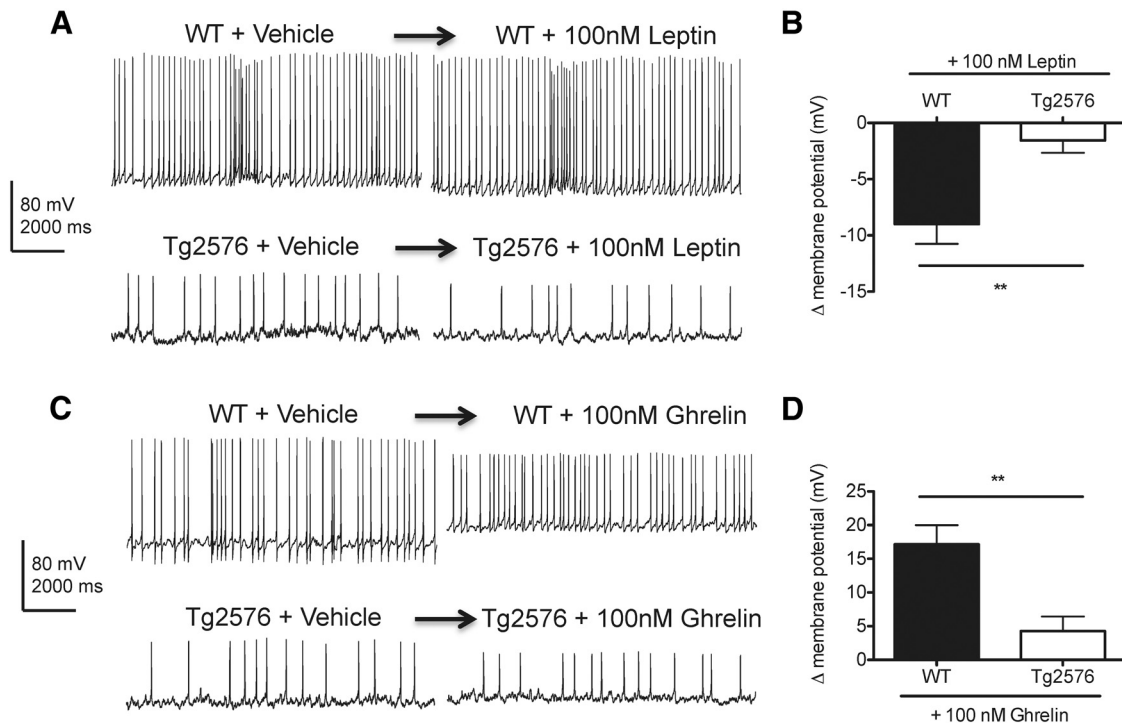 A
WT + Vehicle
WT + 100nM Leptin
80 mV
2000 ms
Tg2576 + Vehicle
Tg2576 + 100nM Leptin
B
+ 100 nM Leptin
WT
Tg2576
0
-5
-10
-15
Δ membrane potential (mV)
**
C
WT + Vehicle
WT + 100nM Ghrelin
80 mV
2000 ms
Tg2576 + Vehicle
Tg2576 + 100nM Ghrelin
D
**
25
20
15
10
5
0
Δ membrane potential (mV)
WT
Tg2576
+ 100 nM Ghrelin